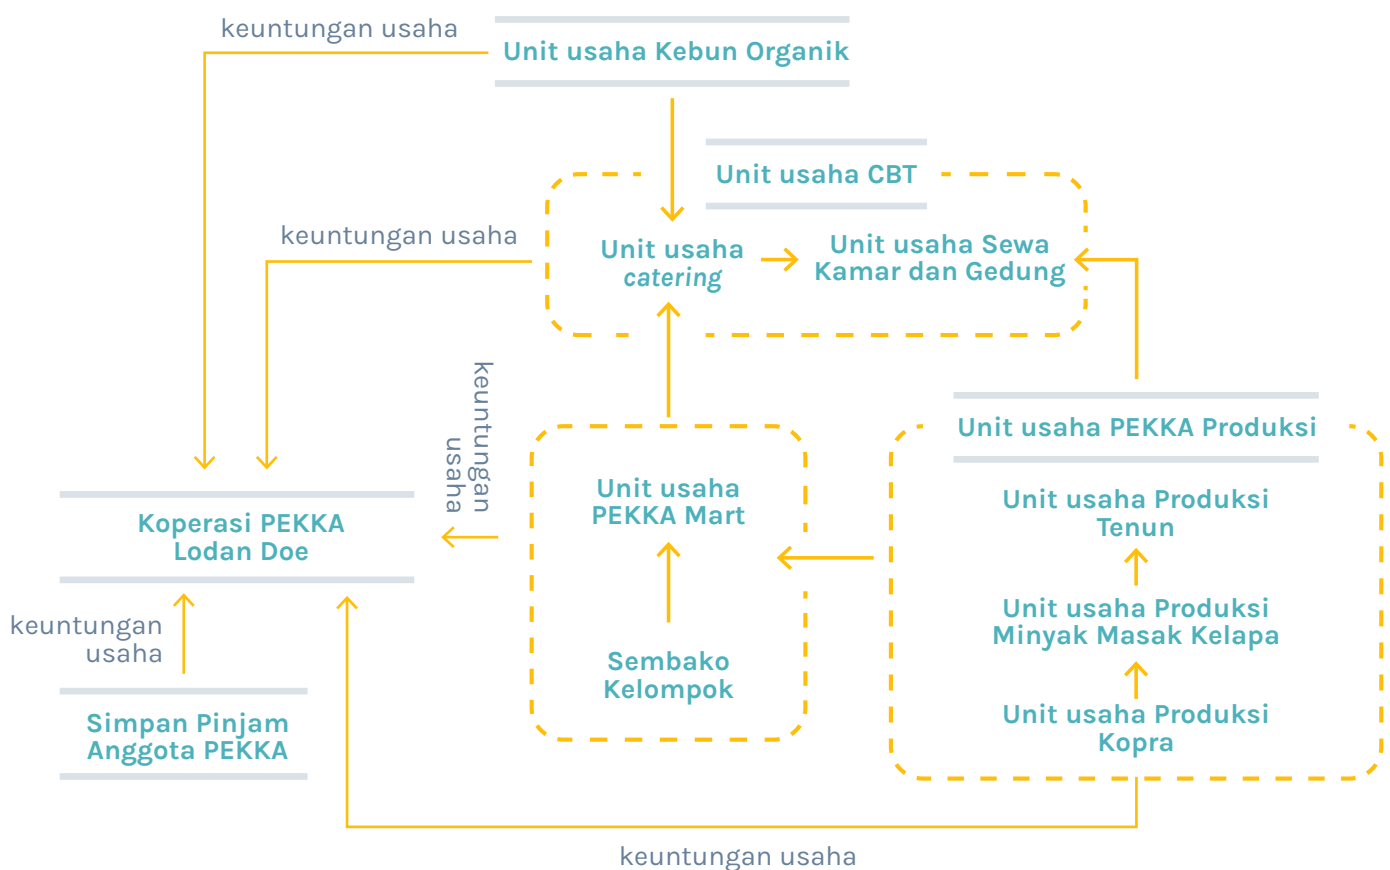 keuntungan usaha
Unit usaha Kebun Organik
Unit usaha CBT
keuntungan usaha
Unit usaha
catering
Unit usaha Sewa
Kamar dan Gedung
keuntungan
usaha
Unit usaha PEKKA Produksi
Koperasi PEKKA
Lodan Doe
Unit usaha
PEKKA Mart
Unit usaha Produksi
Tenun
keuntungan
usaha
Sembako
Kelompok
Unit usaha Produksi
Minyak Masak Kelapa
Simpan Pinjam
Anggota PEKKA
Unit usaha Produksi
Kopra
keuntungan usaha